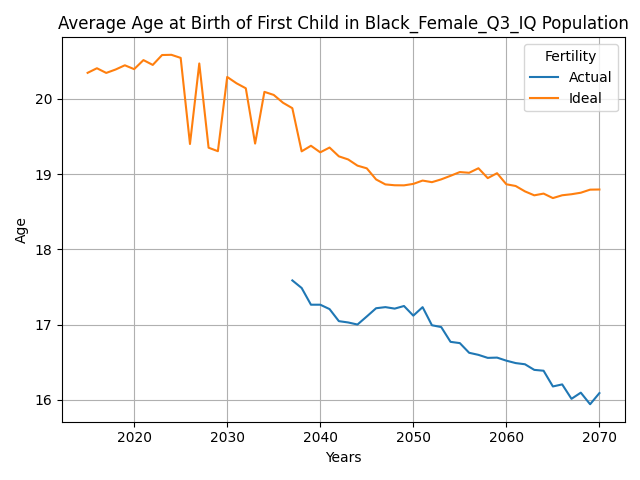 Average Age at Birth of First Child in Black_Female_Q3_IQ Population
Fertility
Actual
Ideal
Age
20
19
18
17
16
2020 2030 2040 2050 2060 2070
Years